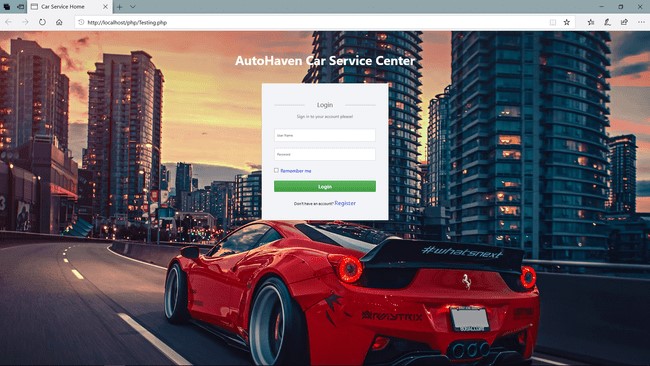 Car Service Home
http://localhost/php/Testing.php
AutoHaven Car Service Center
Login
Sign in to your account please!
User Name
Password
Remember me
Login
Don't have an account? Register
#whatsnext